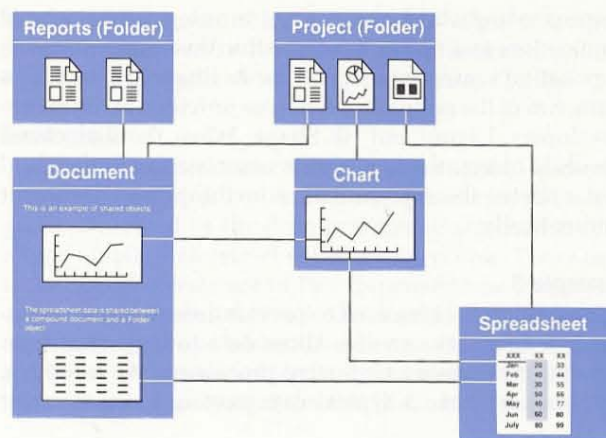 Reports (Folder)
Project (Folder)
Document
This is an example of shared objects
The spreadsheet data is shared between
a compound document and a Folder
object
Chart
Spreadsheet
XXX XX XX
Jan 20 33
Feb 40 44
Mar 30 55
Apr 50 66
May 40 77
Jun 60 80
July 80 99